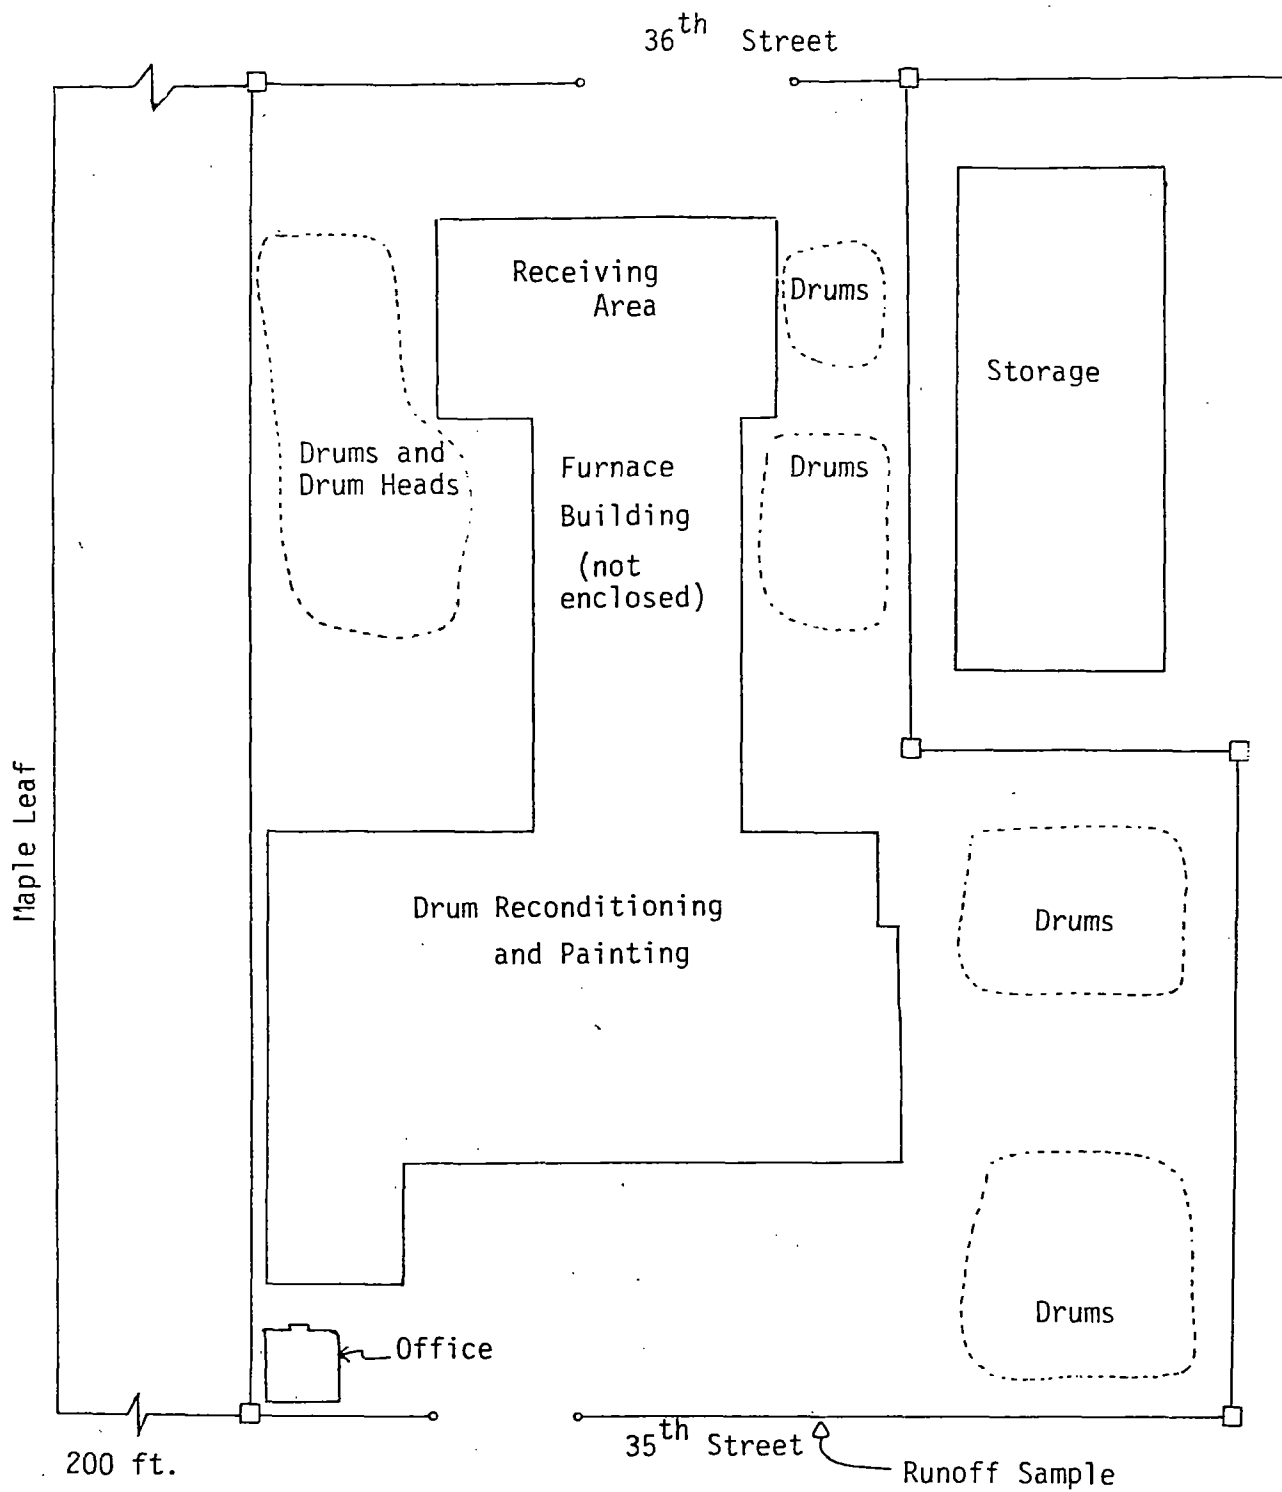 36th Street
Receiving
Area
Drums
Storage
Drums and
Drum Heads
Furnace
Building
(not
enclosed)
Drums
Maple Leaf
Drum Reconditioning
and Painting
Drums
Drums
Office
35th Street
200 ft.
Runoff Sample